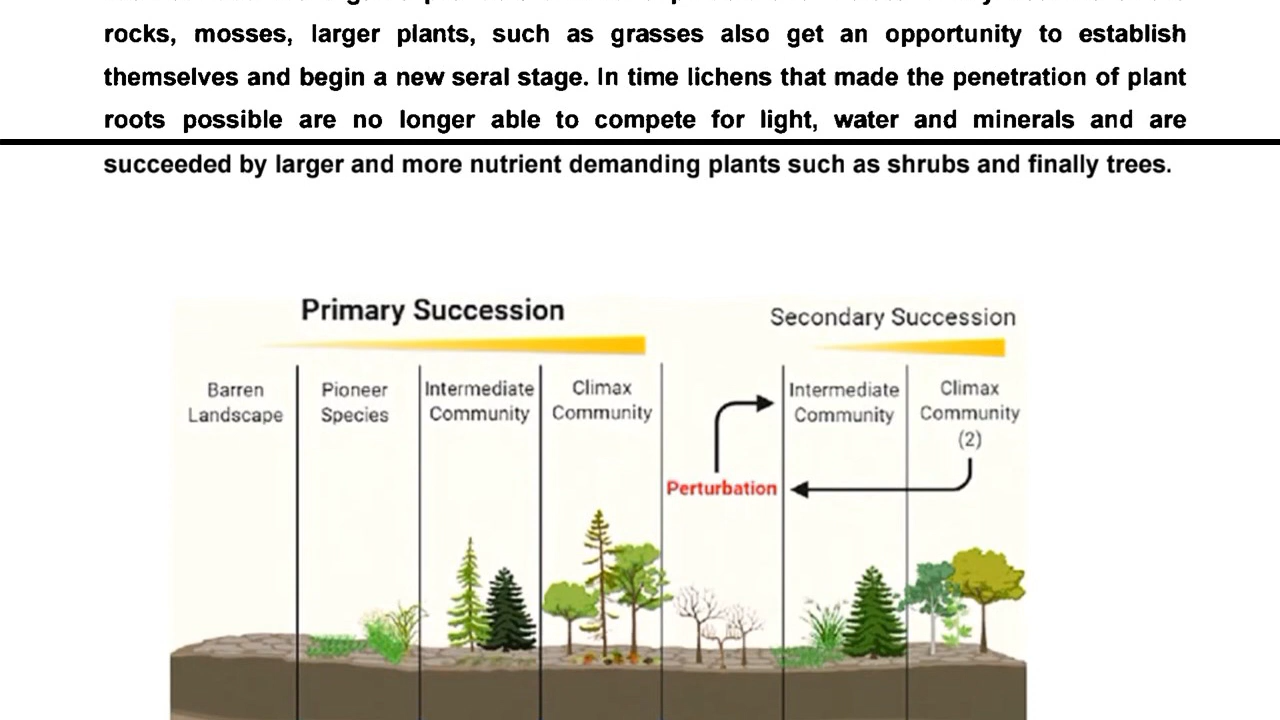 rocks, mosses, larger plants, such as grasses also get an opportunity to establish
themselves and begin a new seral stage. In time lichens that made the penetration of plant
roots possible are no longer able to compete for light, water and minerals and are
succeeded by larger and more nutrient demanding plants such as shrubs and finally trees.
Primary Succession
Secondary Succession
Barren
Landscape
Pioneer
Species
Intermediate
Community
Climax
Community
Perturbation
Intermediate
Community
Climax
Community
(2)